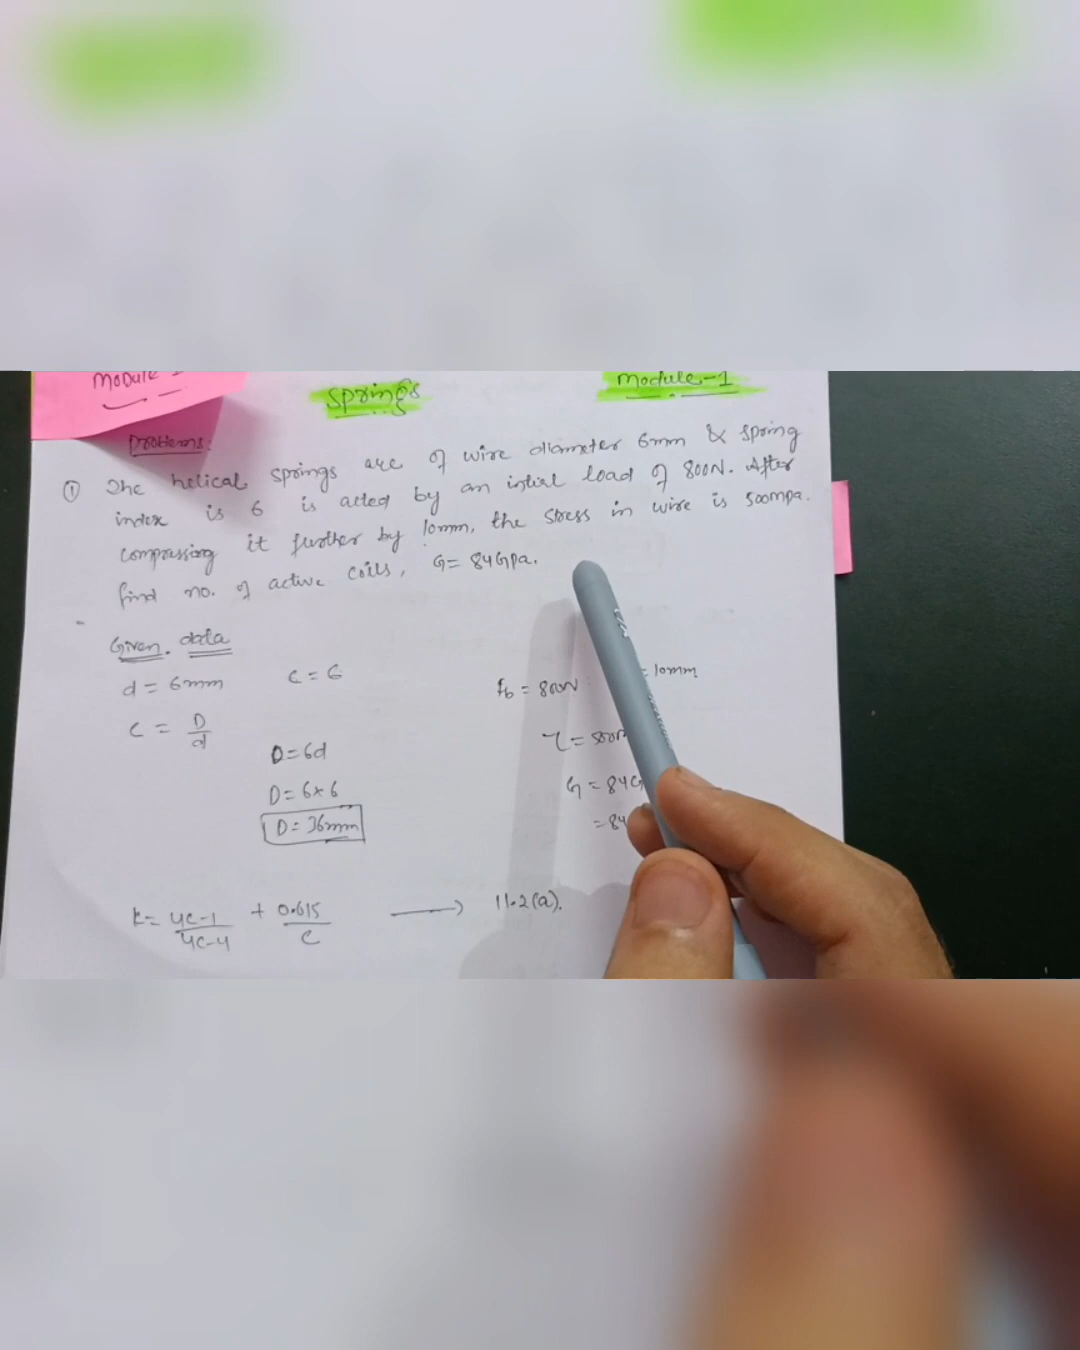 Module
springs
Module-1
Problems:
① The helical springs are of wire diameter 6mm & spring
index is 6 is acted by an intial load of 800N. After
compressing it further by 10mm, the stress in wire is 500mpa.
find no. of active coils, G= 84GPa.
Given data
d = 6mm
C = 6
= 800N
= 10mm
C = D/d
D=6d
τ = 500
D= 6×6
G = 84G
D= 36mm
=84
k= 4C-1/4C-4 + 0.615/C → 11.2(a).